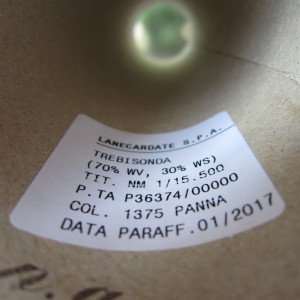 LANECARDATE S.P.A.
TREBISONDA
(70% WV, 30% WS)
TIT. NM 1/15.500
P.TA P36374/00000
COL. 1375 PANNA
DATA PARAFF.01/2017